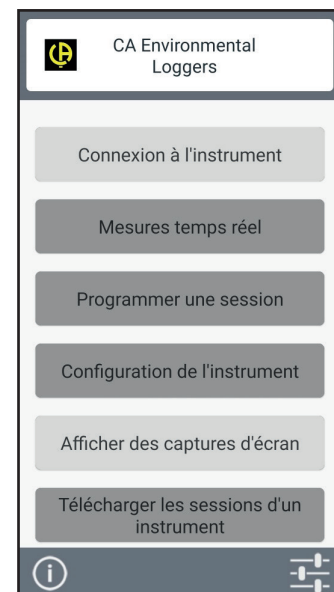 CA Environmental
Loggers
Connexion à l'instrument
Mesures temps réel
Programmer une session
Configuration de l'instrument
Afficher des captures d'écran
Télécharger les sessions d'un
instrument